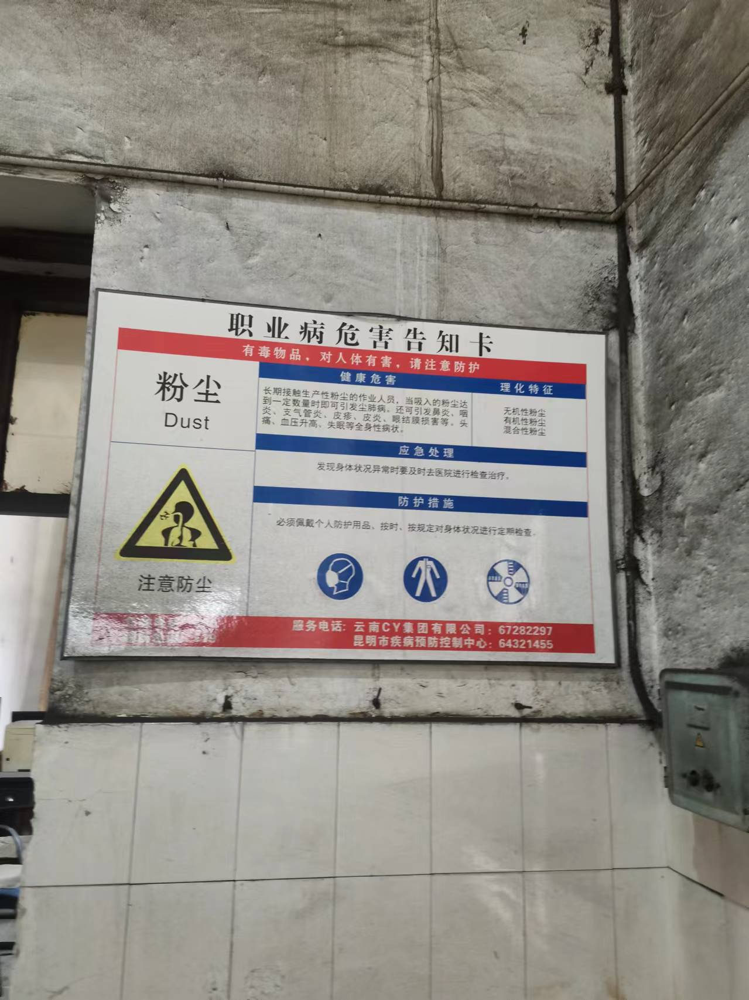 职业病危害告知卡
有毒物品，对人体有害，请注意防护
粉尘
Dust
健康危害
长期接触生产性粉尘的作业人员，当吸入的粉尘达
到一定数量时即可引发尘肺病。还可引发鼻炎、咽
炎、支气管炎、皮疹、皮炎、眼结膜损害等。头
痛、血压升高、失眠等全身性病状。
理化特征
无机性粉尘
有机性粉尘
混合性粉尘
应急处理
发现身体状况异常时要及时去医院进行检查治疗。
注意防尘
防护措施
必须佩戴个人防护用品、按时、按规定对身体状况进行定期检查。
服务电话：云南CY集团有限公司：67282297
昆明市疾病预防控制中心：64321455